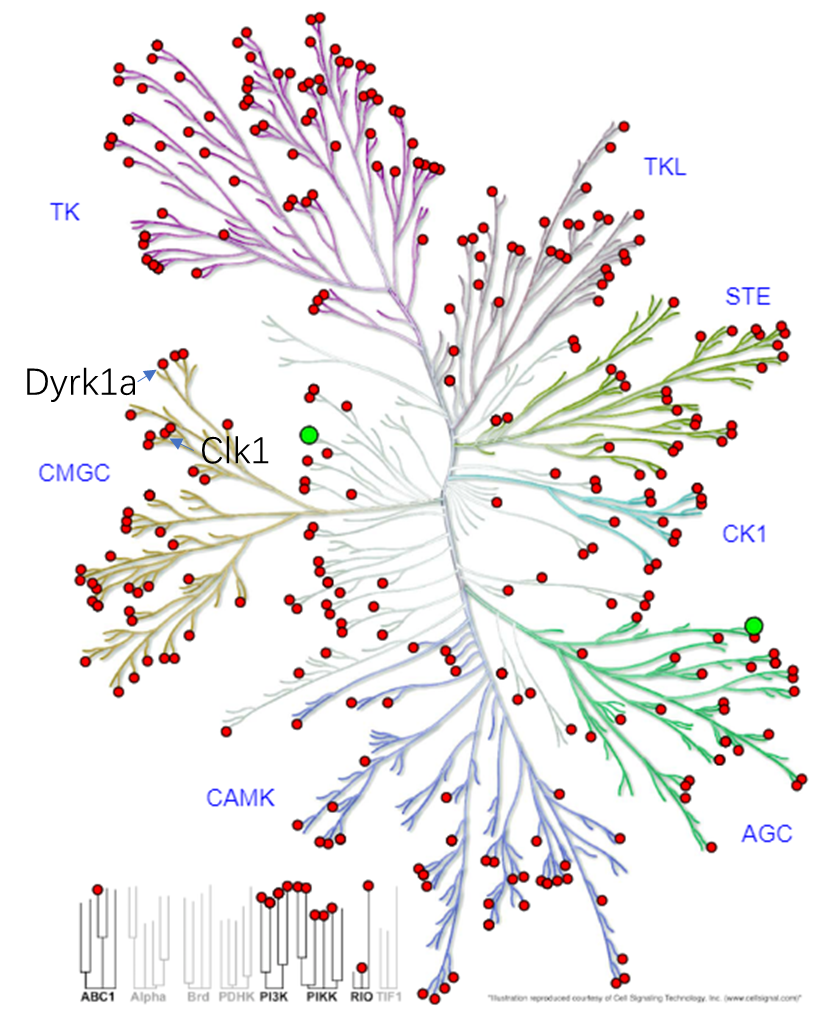 TKL
TK
STE
Dyrk1a
Clk1
CMGC
CK1
CAMK
AGC
ABC1 Alpha Brd PDHK PI3K PIKK RIO TIF1
"Illustration reproduced courtesy of Cell Signaling Technology, Inc. (www.cellsignal.com)